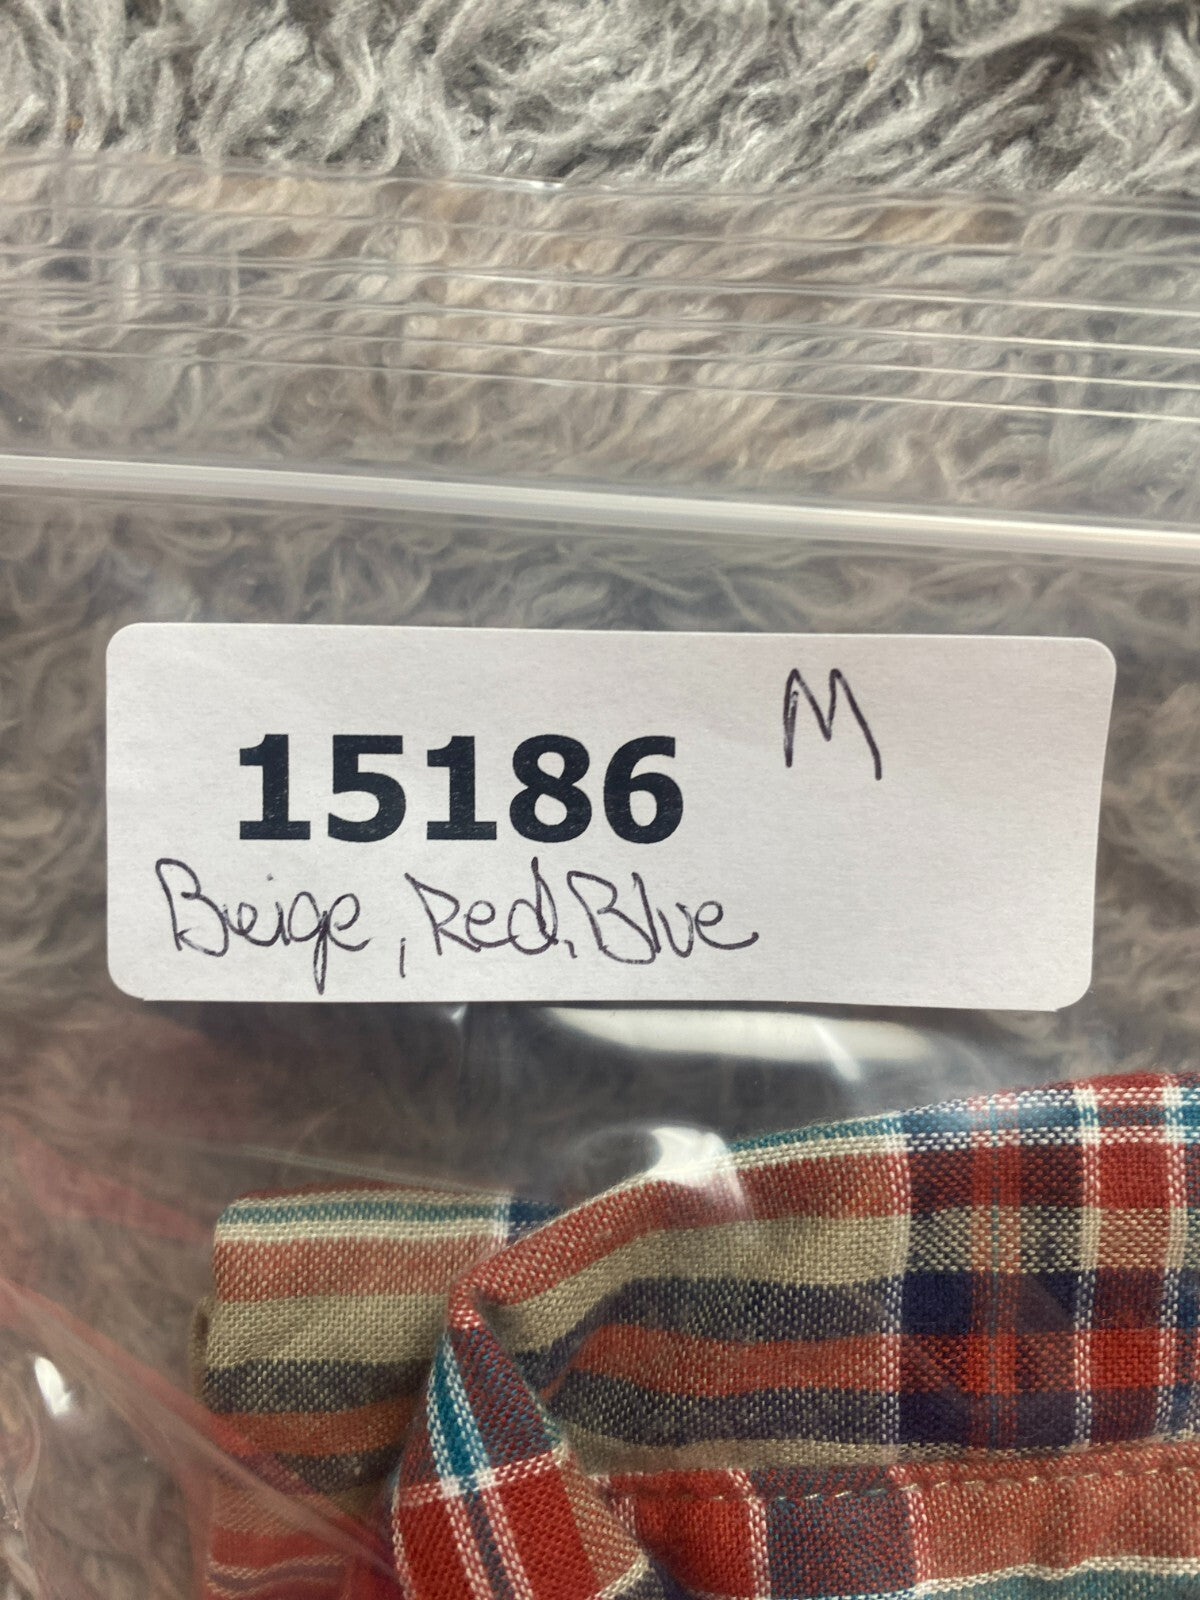 M
15186
Beige, Red, Blue